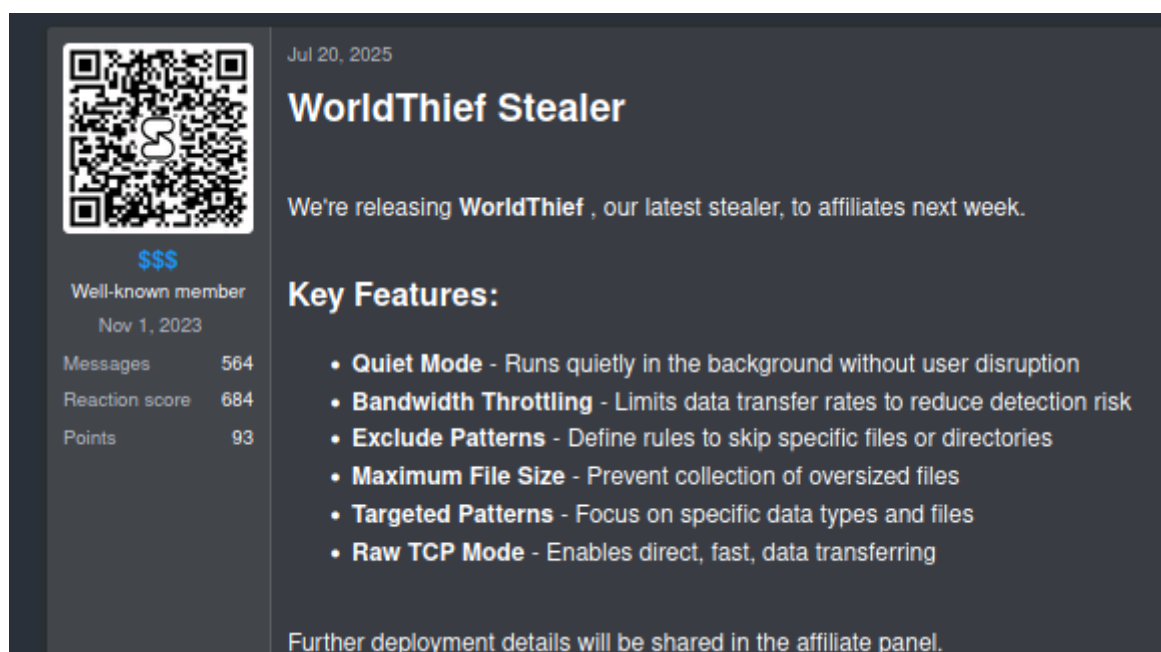 $$$
Well-known member
Nov 1, 2023
Messages 564
Reaction score 684
Points 93
Jul 20, 2025
WorldThief Stealer
We're releasing WorldThief , our latest stealer, to affiliates next week.
Key Features:
• Quiet Mode - Runs quietly in the background without user disruption
• Bandwidth Throttling - Limits data transfer rates to reduce detection risk
• Exclude Patterns - Define rules to skip specific files or directories
• Maximum File Size - Prevent collection of oversized files
• Targeted Patterns - Focus on specific data types and files
• Raw TCP Mode - Enables direct, fast, data transferring
Further deployment details will be shared in the affiliate panel.